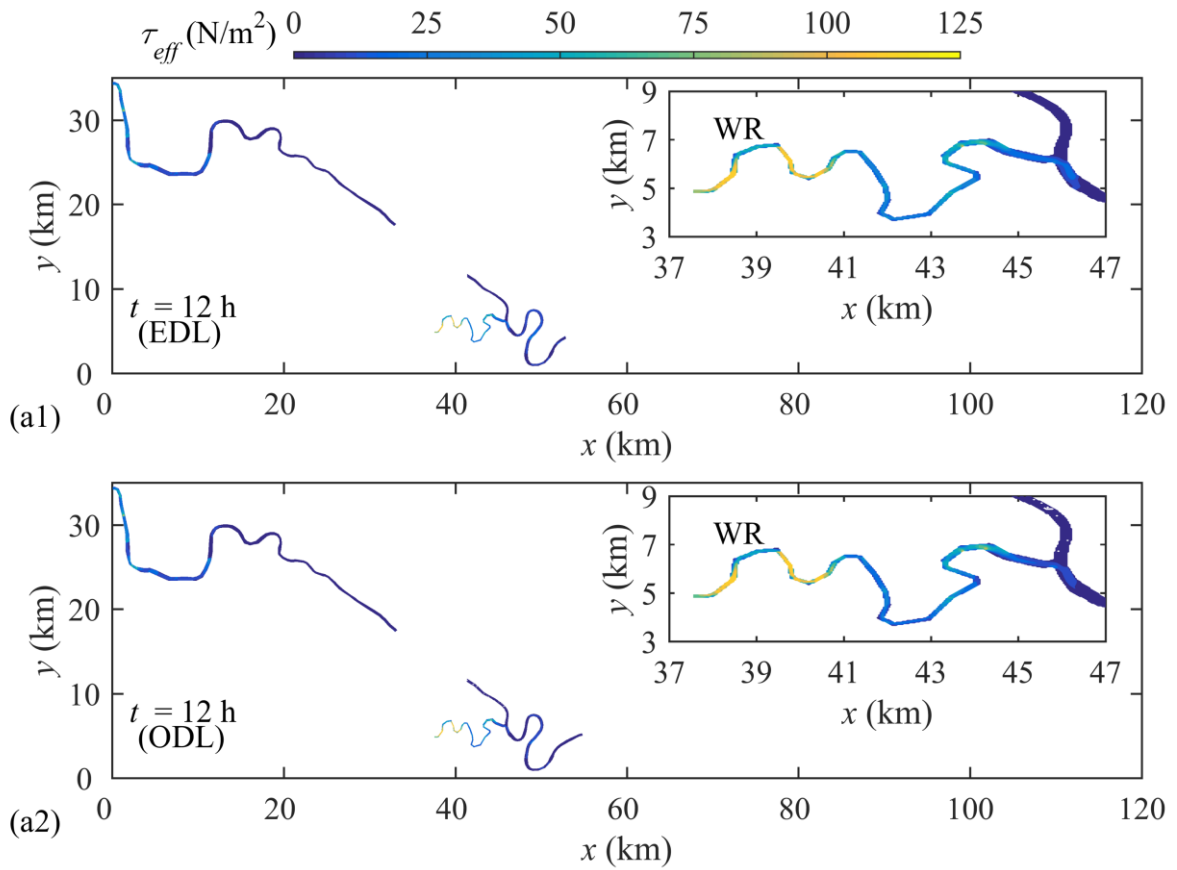 τeff (N/m²) 0 25 50 75 100 125
y (km)
30
20
10
0
t = 12 h
(EDL)
WR
y (km)
9
7
5
3
37 39 41 43 45 47
x (km)
0 20 40 60 80 100 120
(a1)
x (km)
y (km)
30
20
10
0
t = 12 h
(ODL)
WR
y (km)
9
7
5
3
37 39 41 43 45 47
x (km)
0 20 40 60 80 100 120
(a2)
x (km)